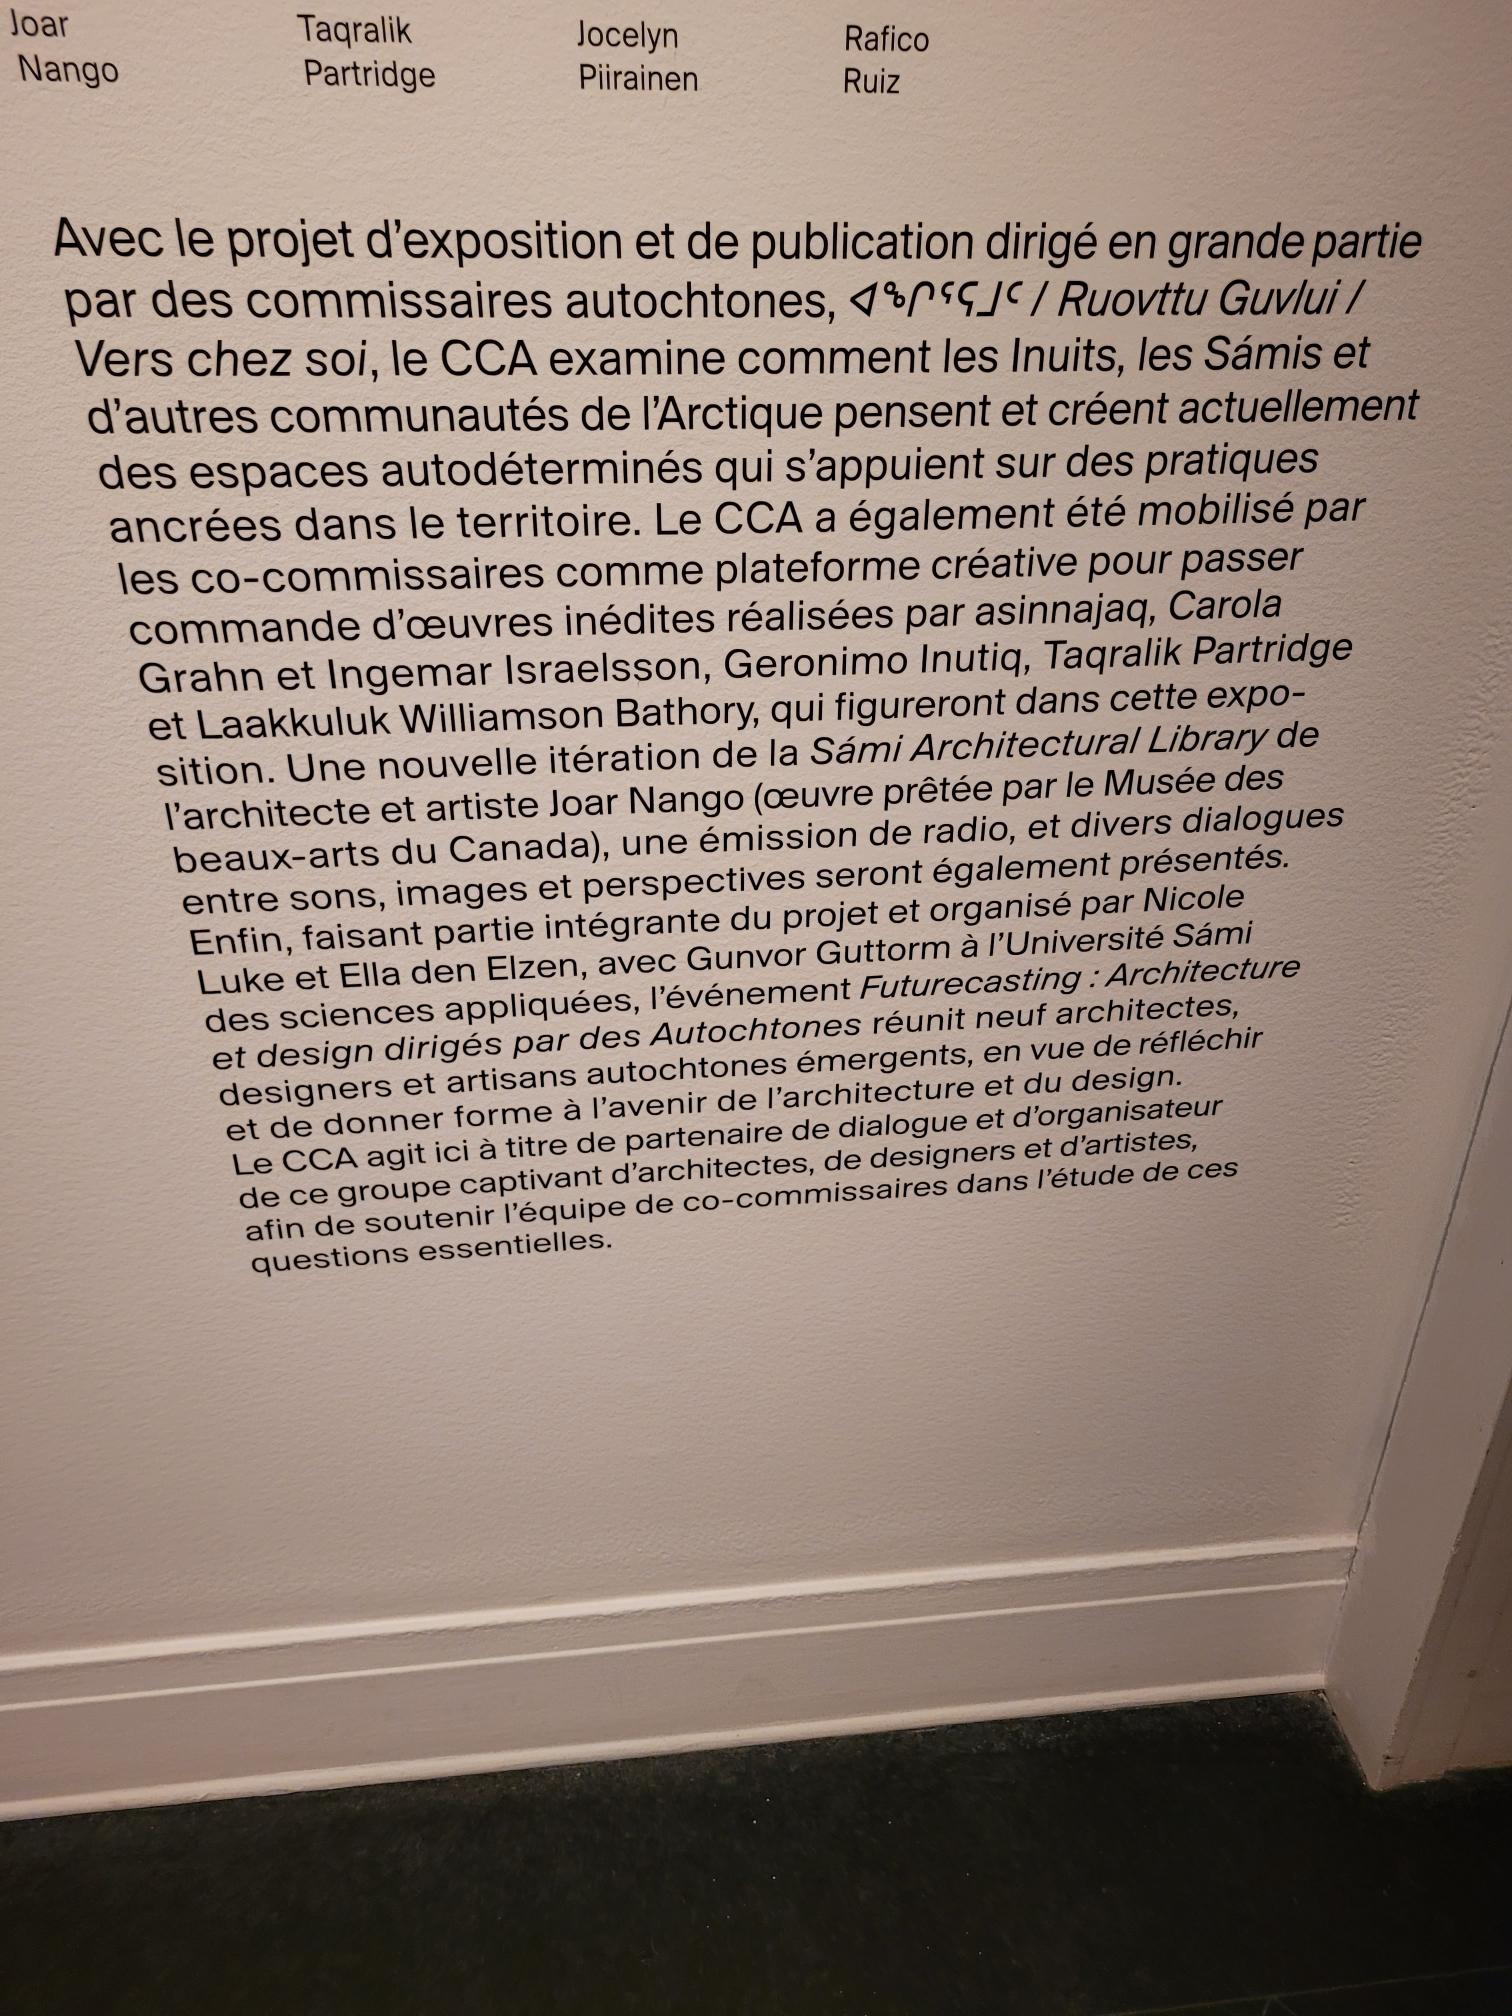 Joar Taqralik Jocelyn Rafico
Nango Partridge Piirainen Ruiz
Avec le projet d'exposition et de publication dirigé en grande partie
par des commissaires autochtones, ᐊᖏᕐᕋᒧᑦ / Ruovttu Guvlui /
Vers chez soi, le CCA examine comment les Inuits, les Sámis et
d'autres communautés de l'Arctique pensent et créent actuellement
des espaces autodéterminés qui s'appuient sur des pratiques
ancrées dans le territoire. Le CCA a également été mobilisé par
les co-commissaires comme plateforme créative pour passer
commande d'œuvres inédites réalisées par asinnajaq, Carola
Grahn et Ingemar Israelsson, Geronimo Inutiq, Taqralik Partridge
et Laakkuluk Williamson Bathory, qui figureront dans cette expo-
sition. Une nouvelle itération de la Sámi Architectural Library de
l'architecte et artiste Joar Nango (œuvre prêtée par le Musée des
beaux-arts du Canada), une émission de radio, et divers dialogues
entre sons, images et perspectives seront également présentés.
Enfin, faisant partie intégrante du projet et organisé par Nicole
Luke et Ella den Elzen, avec Gunvor Guttorm à l'Université Sámi
des sciences appliquées, l'événement Futurecasting : Architecture
et design dirigés par des Autochtones réunit neuf architectes,
designers et artisans autochtones émergents, en vue de réfléchir
et de donner forme à l'avenir de l'architecture et du design.
Le CCA agit ici à titre de partenaire de dialogue et d'organisateur
de ce groupe captivant d'architectes, de designers et d'artistes,
afin de soutenir l'équipe de co-commissaires dans l'étude de ces
questions essentielles.